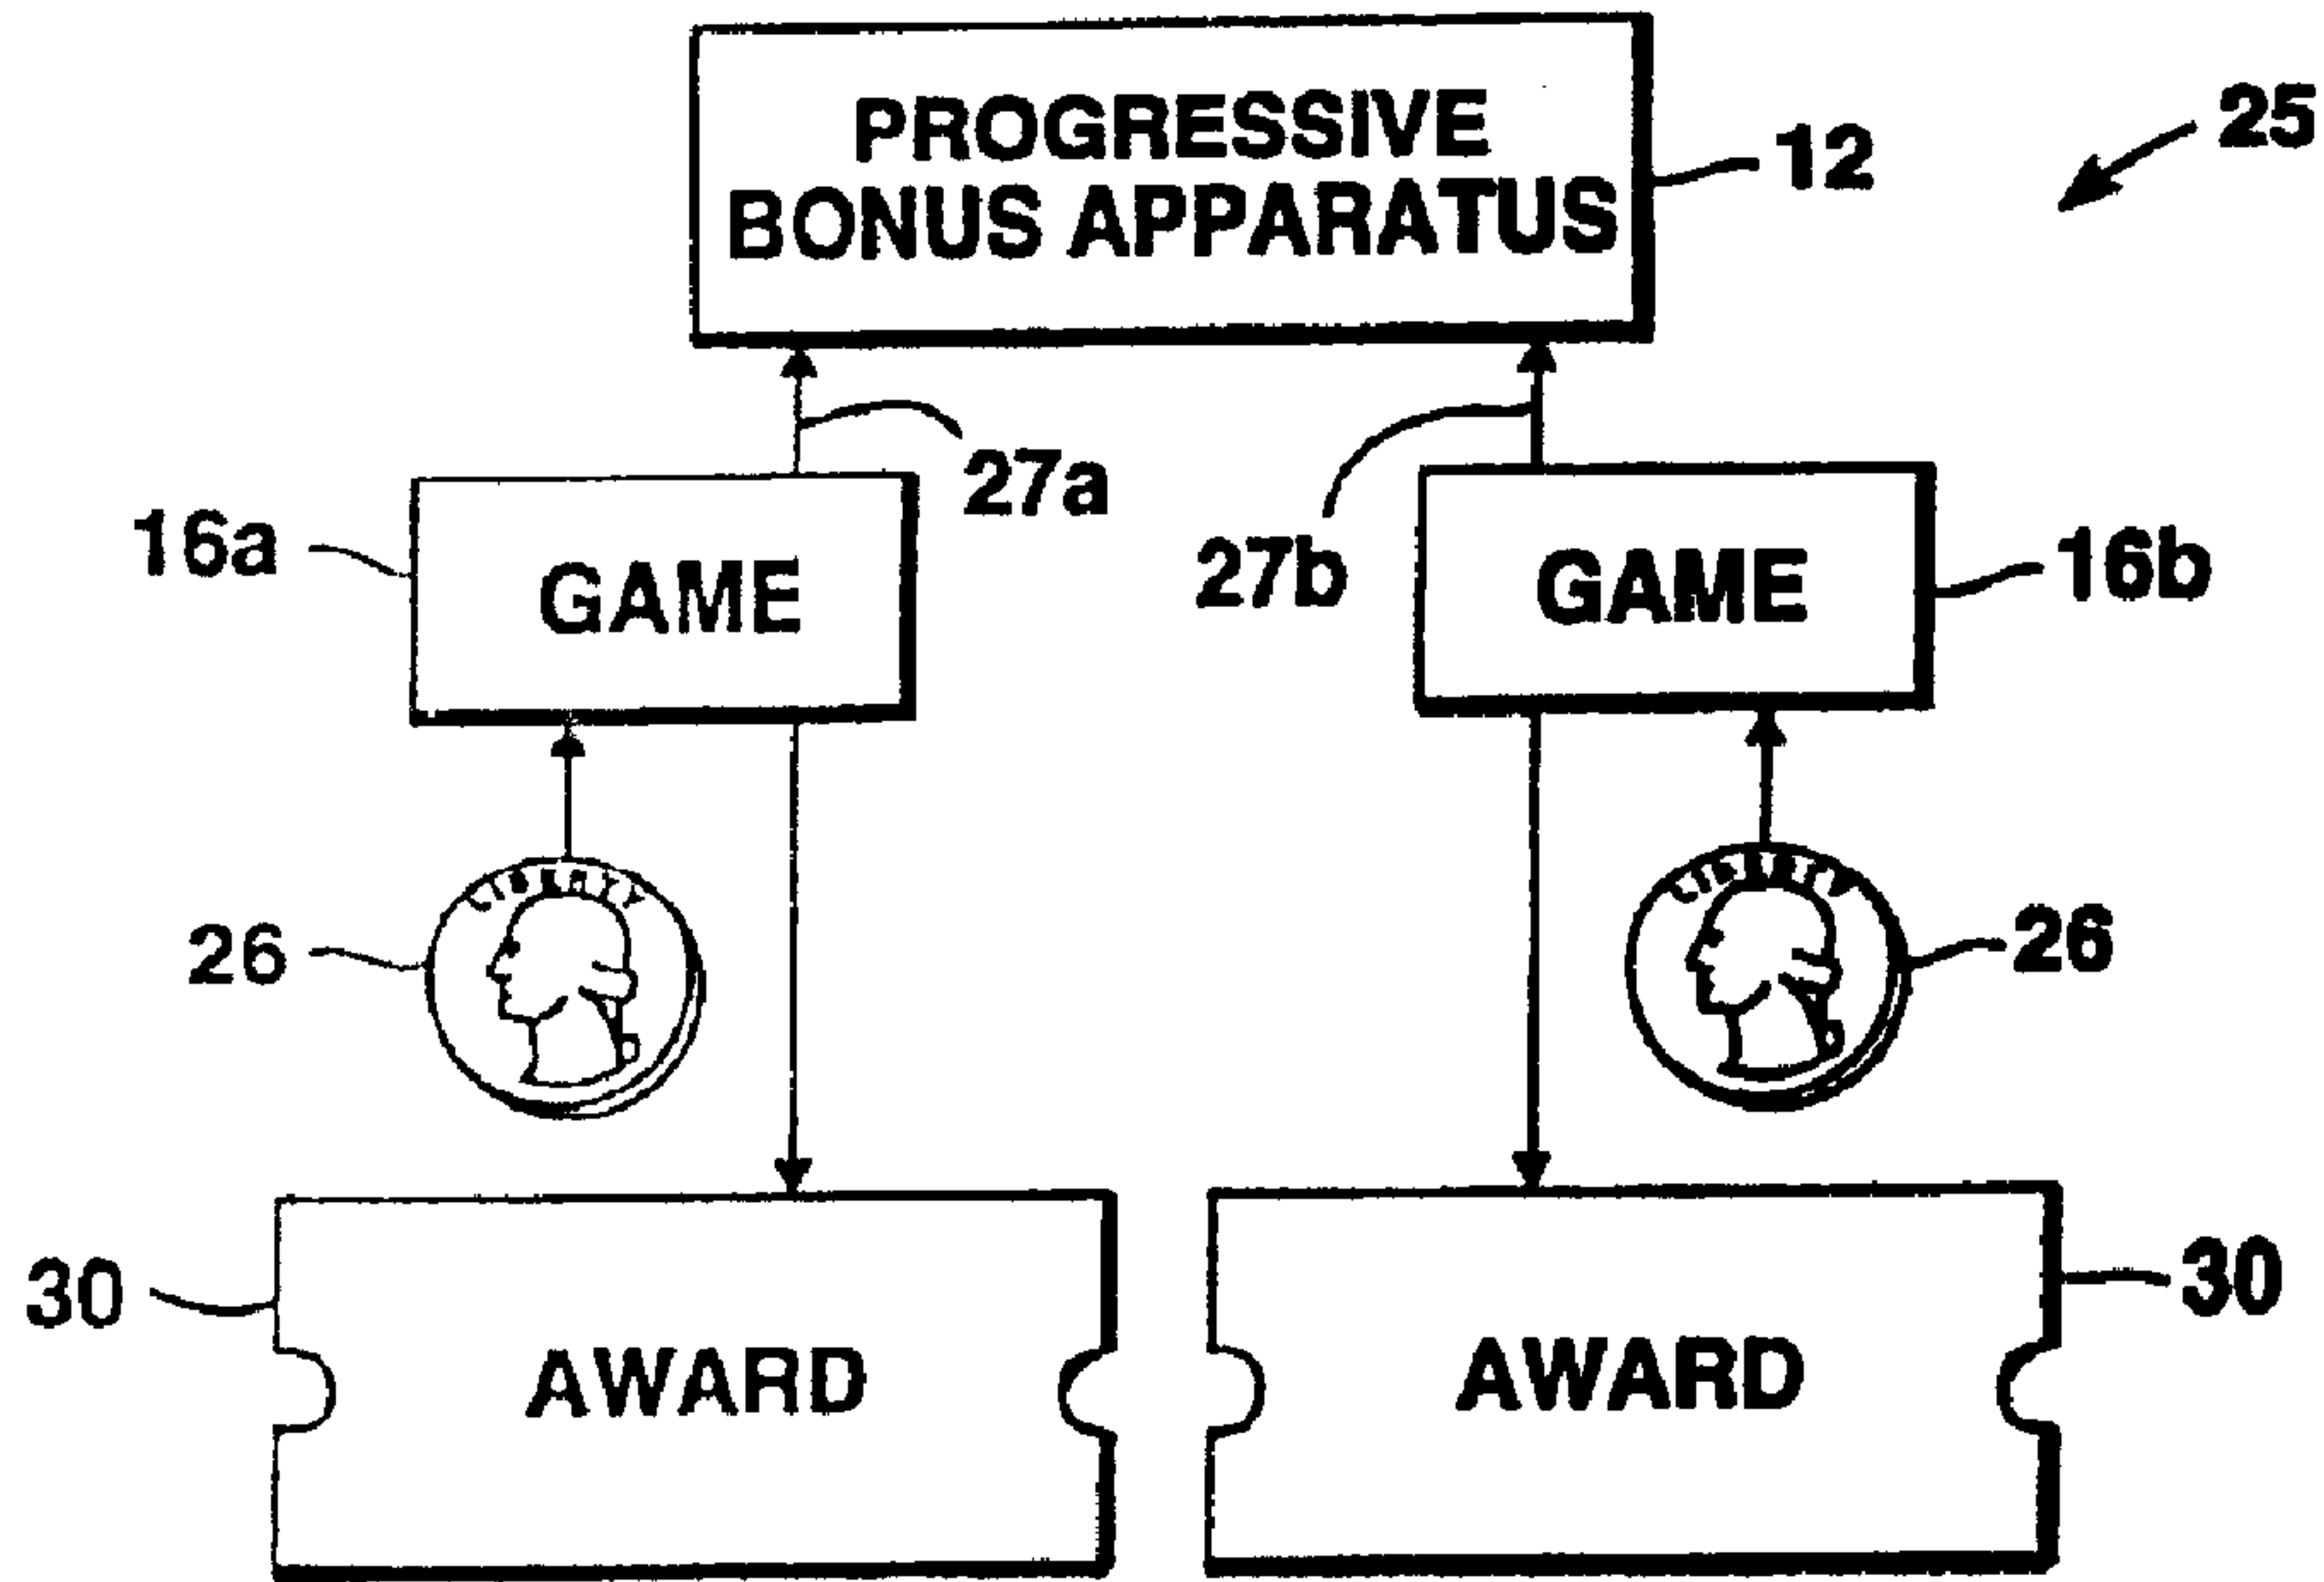 PROGRESSIVE
BONUS APPARATUS
12
25
27a
27b
16a
GAME
GAME
16b
26
26
30
AWARD
AWARD
30